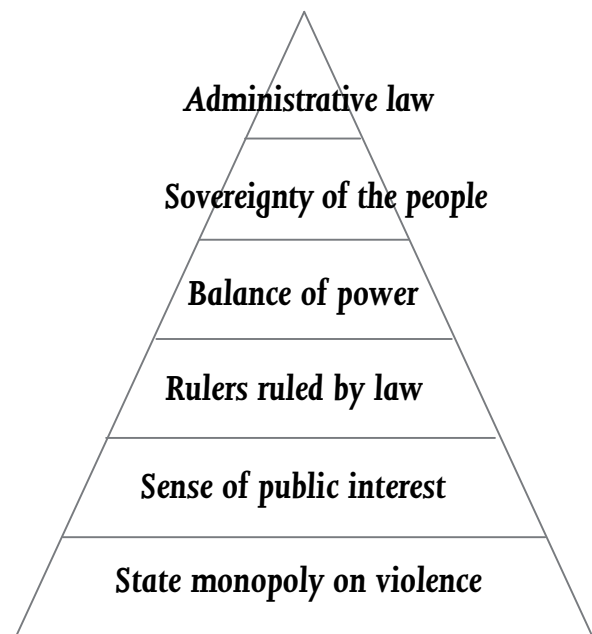 Administrative law
Sovereignty of the people
Balance of power
Rulers ruled by law
Sense of public interest
State monopoly on violence